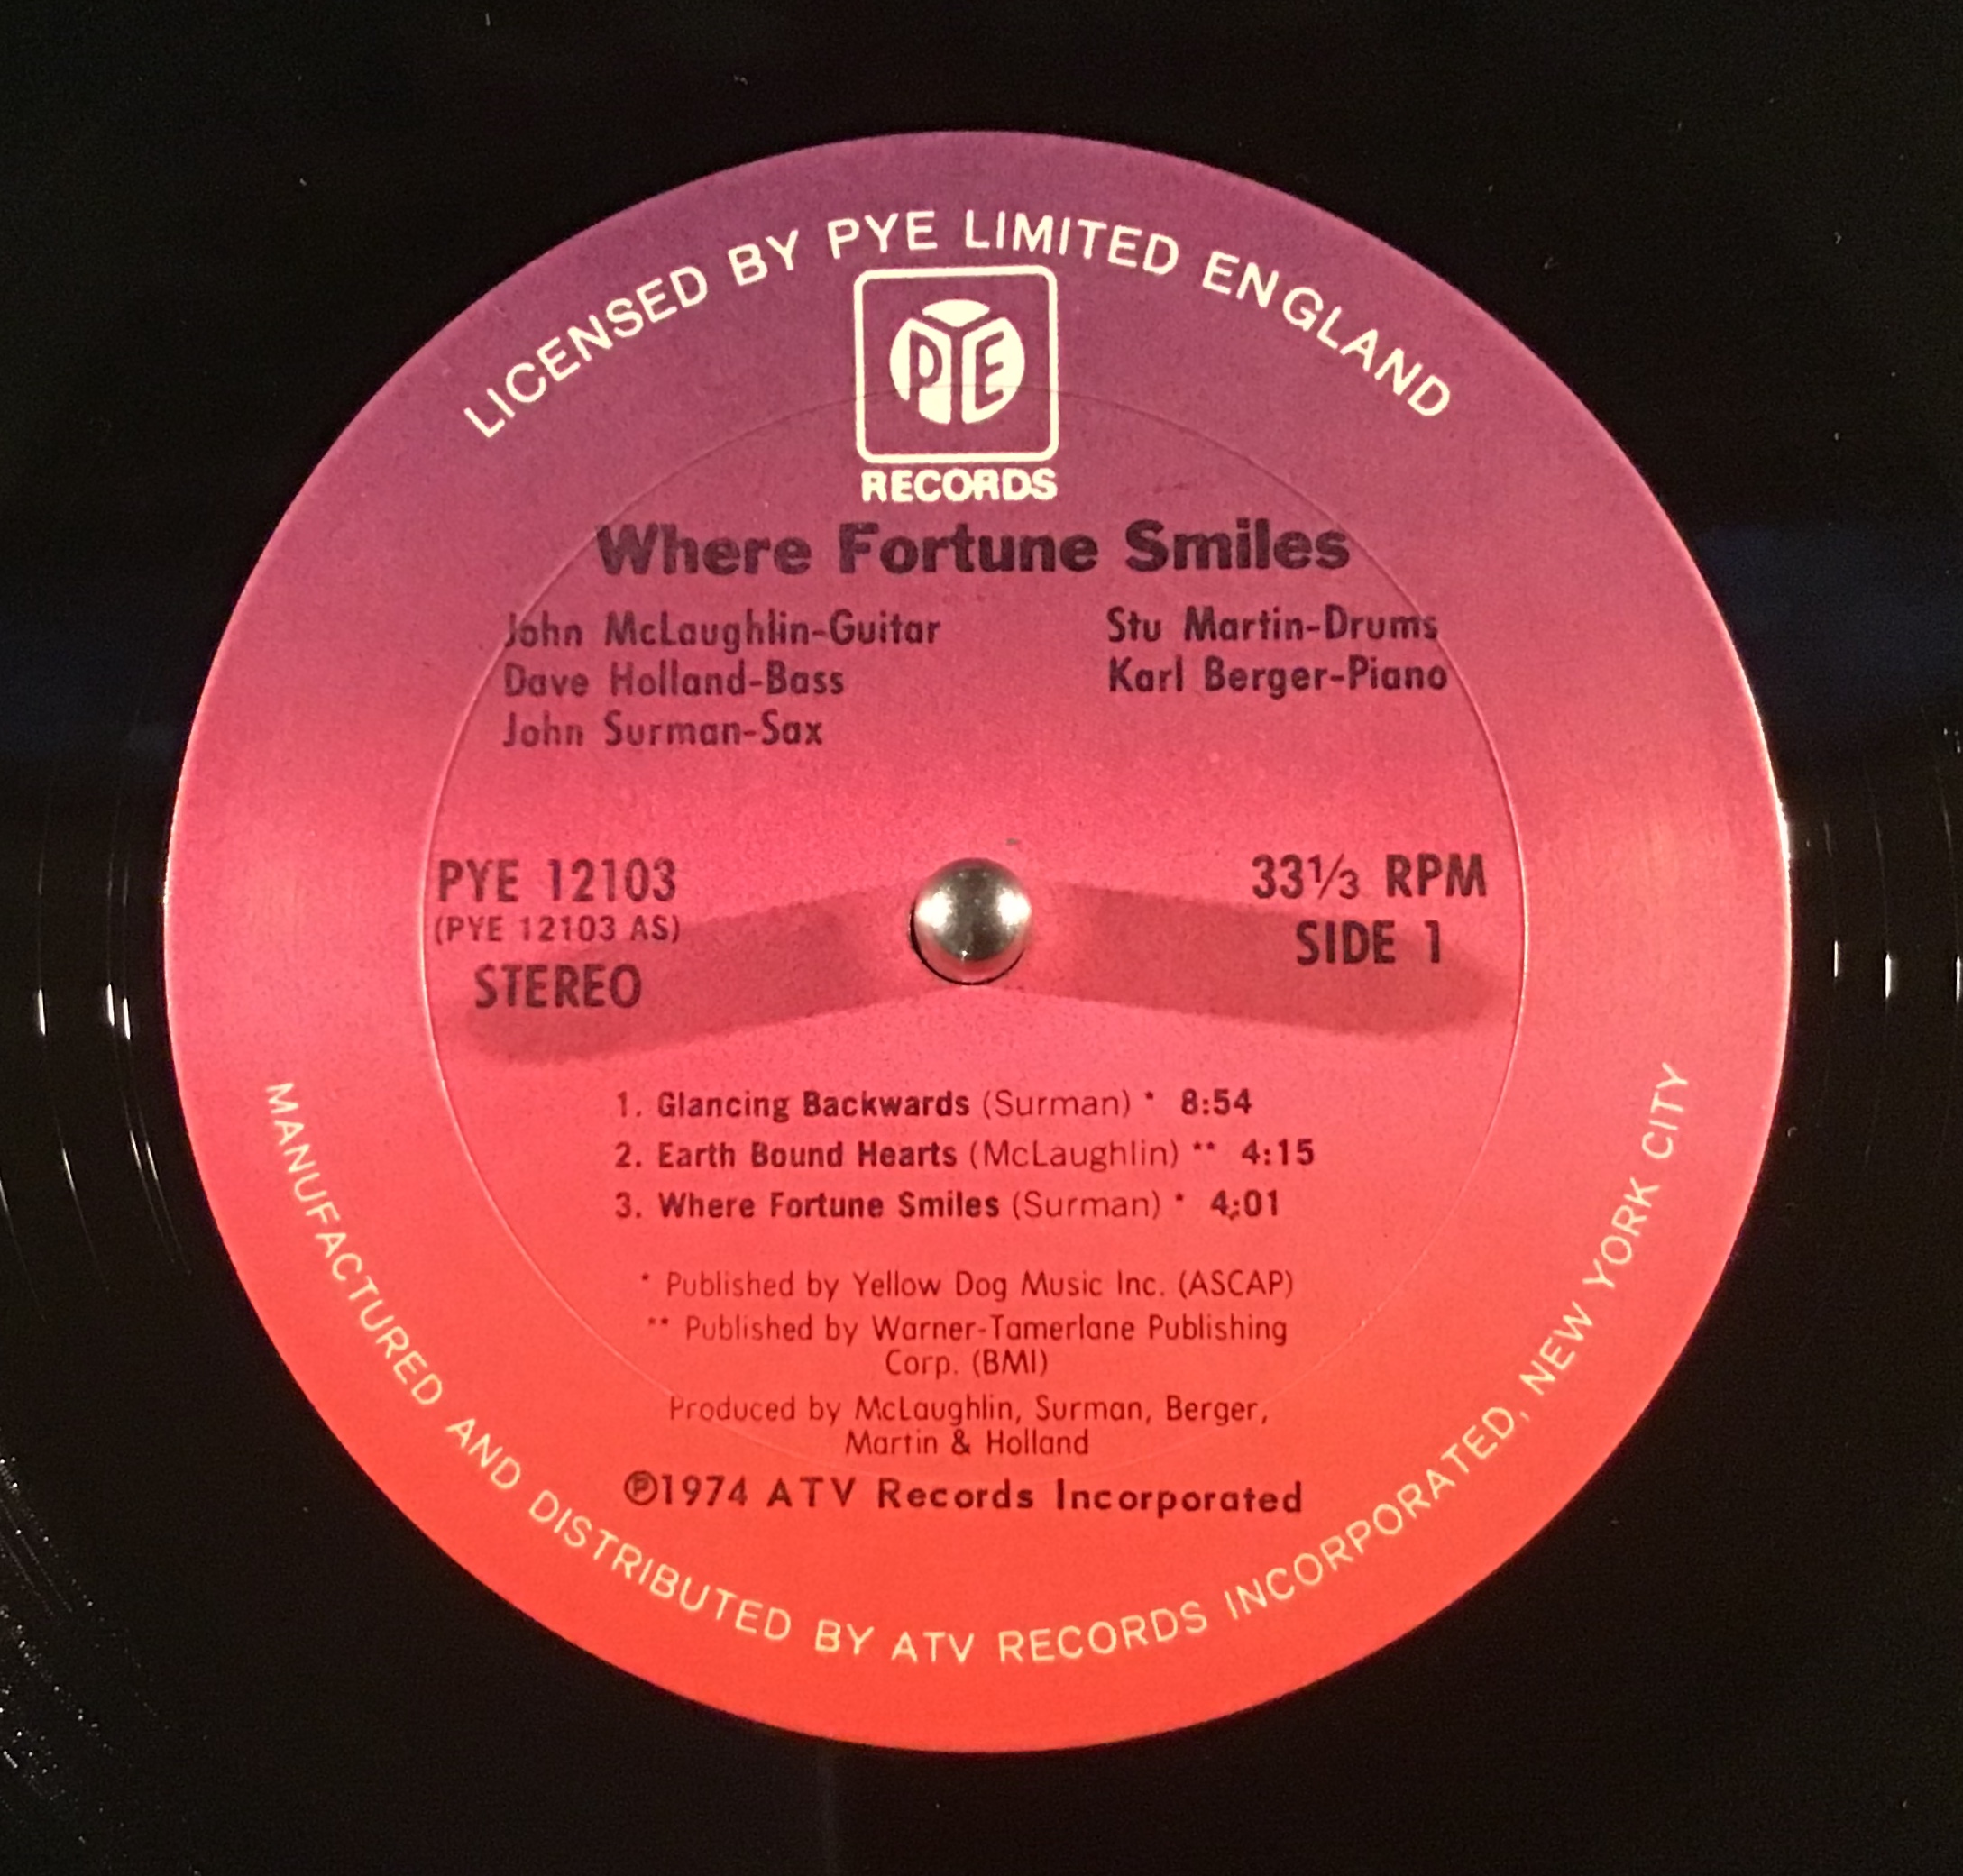 LICENSED BY PYE LIMITED ENGLAND
PYE
RECORDS
Where Fortune Smiles
John McLaughlin-Guitar
Dave Holland-Bass
John Surman-Sax
Stu Martin-Drums
Karl Berger-Piano
PYE 12103
(PYE 12103 AS)
STEREO
33⅓ RPM
SIDE 1
1. Glancing Backwards (Surman) * 8:54
2. Earth Bound Hearts (McLaughlin) ** 4:15
3. Where Fortune Smiles (Surman) * 4:01
* Published by Yellow Dog Music Inc. (ASCAP)
** Published by Warner-Tamerlane Publishing
Corp. (BMI)
Produced by McLaughlin, Surman, Berger,
Martin & Holland
℗1974 ATV Records Incorporated
MANUFACTURED AND DISTRIBUTED BY ATV RECORDS INCORPORATED, NEW YORK CITY